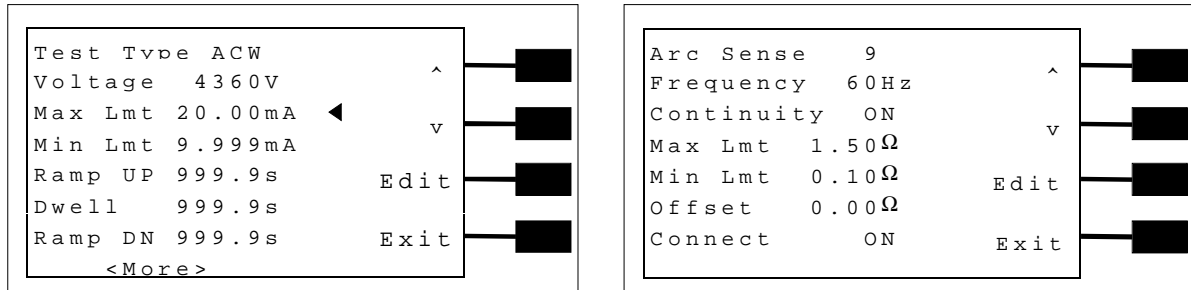 Test Type ACW
Voltage 4360V
^
Max Lmt 20.00mA ◀
v
Min Lmt 9.999mA
Ramp UP 999.9s
Edit
Dwell 999.9s
Ramp DN 999.9s
Exit
<More>
Arc Sense 9
^
Frequency 60Hz
Continuity ON
v
Max Lmt 1.50Ω
Min Lmt 0.10Ω
Edit
Offset 0.00Ω
Connect ON
Exit